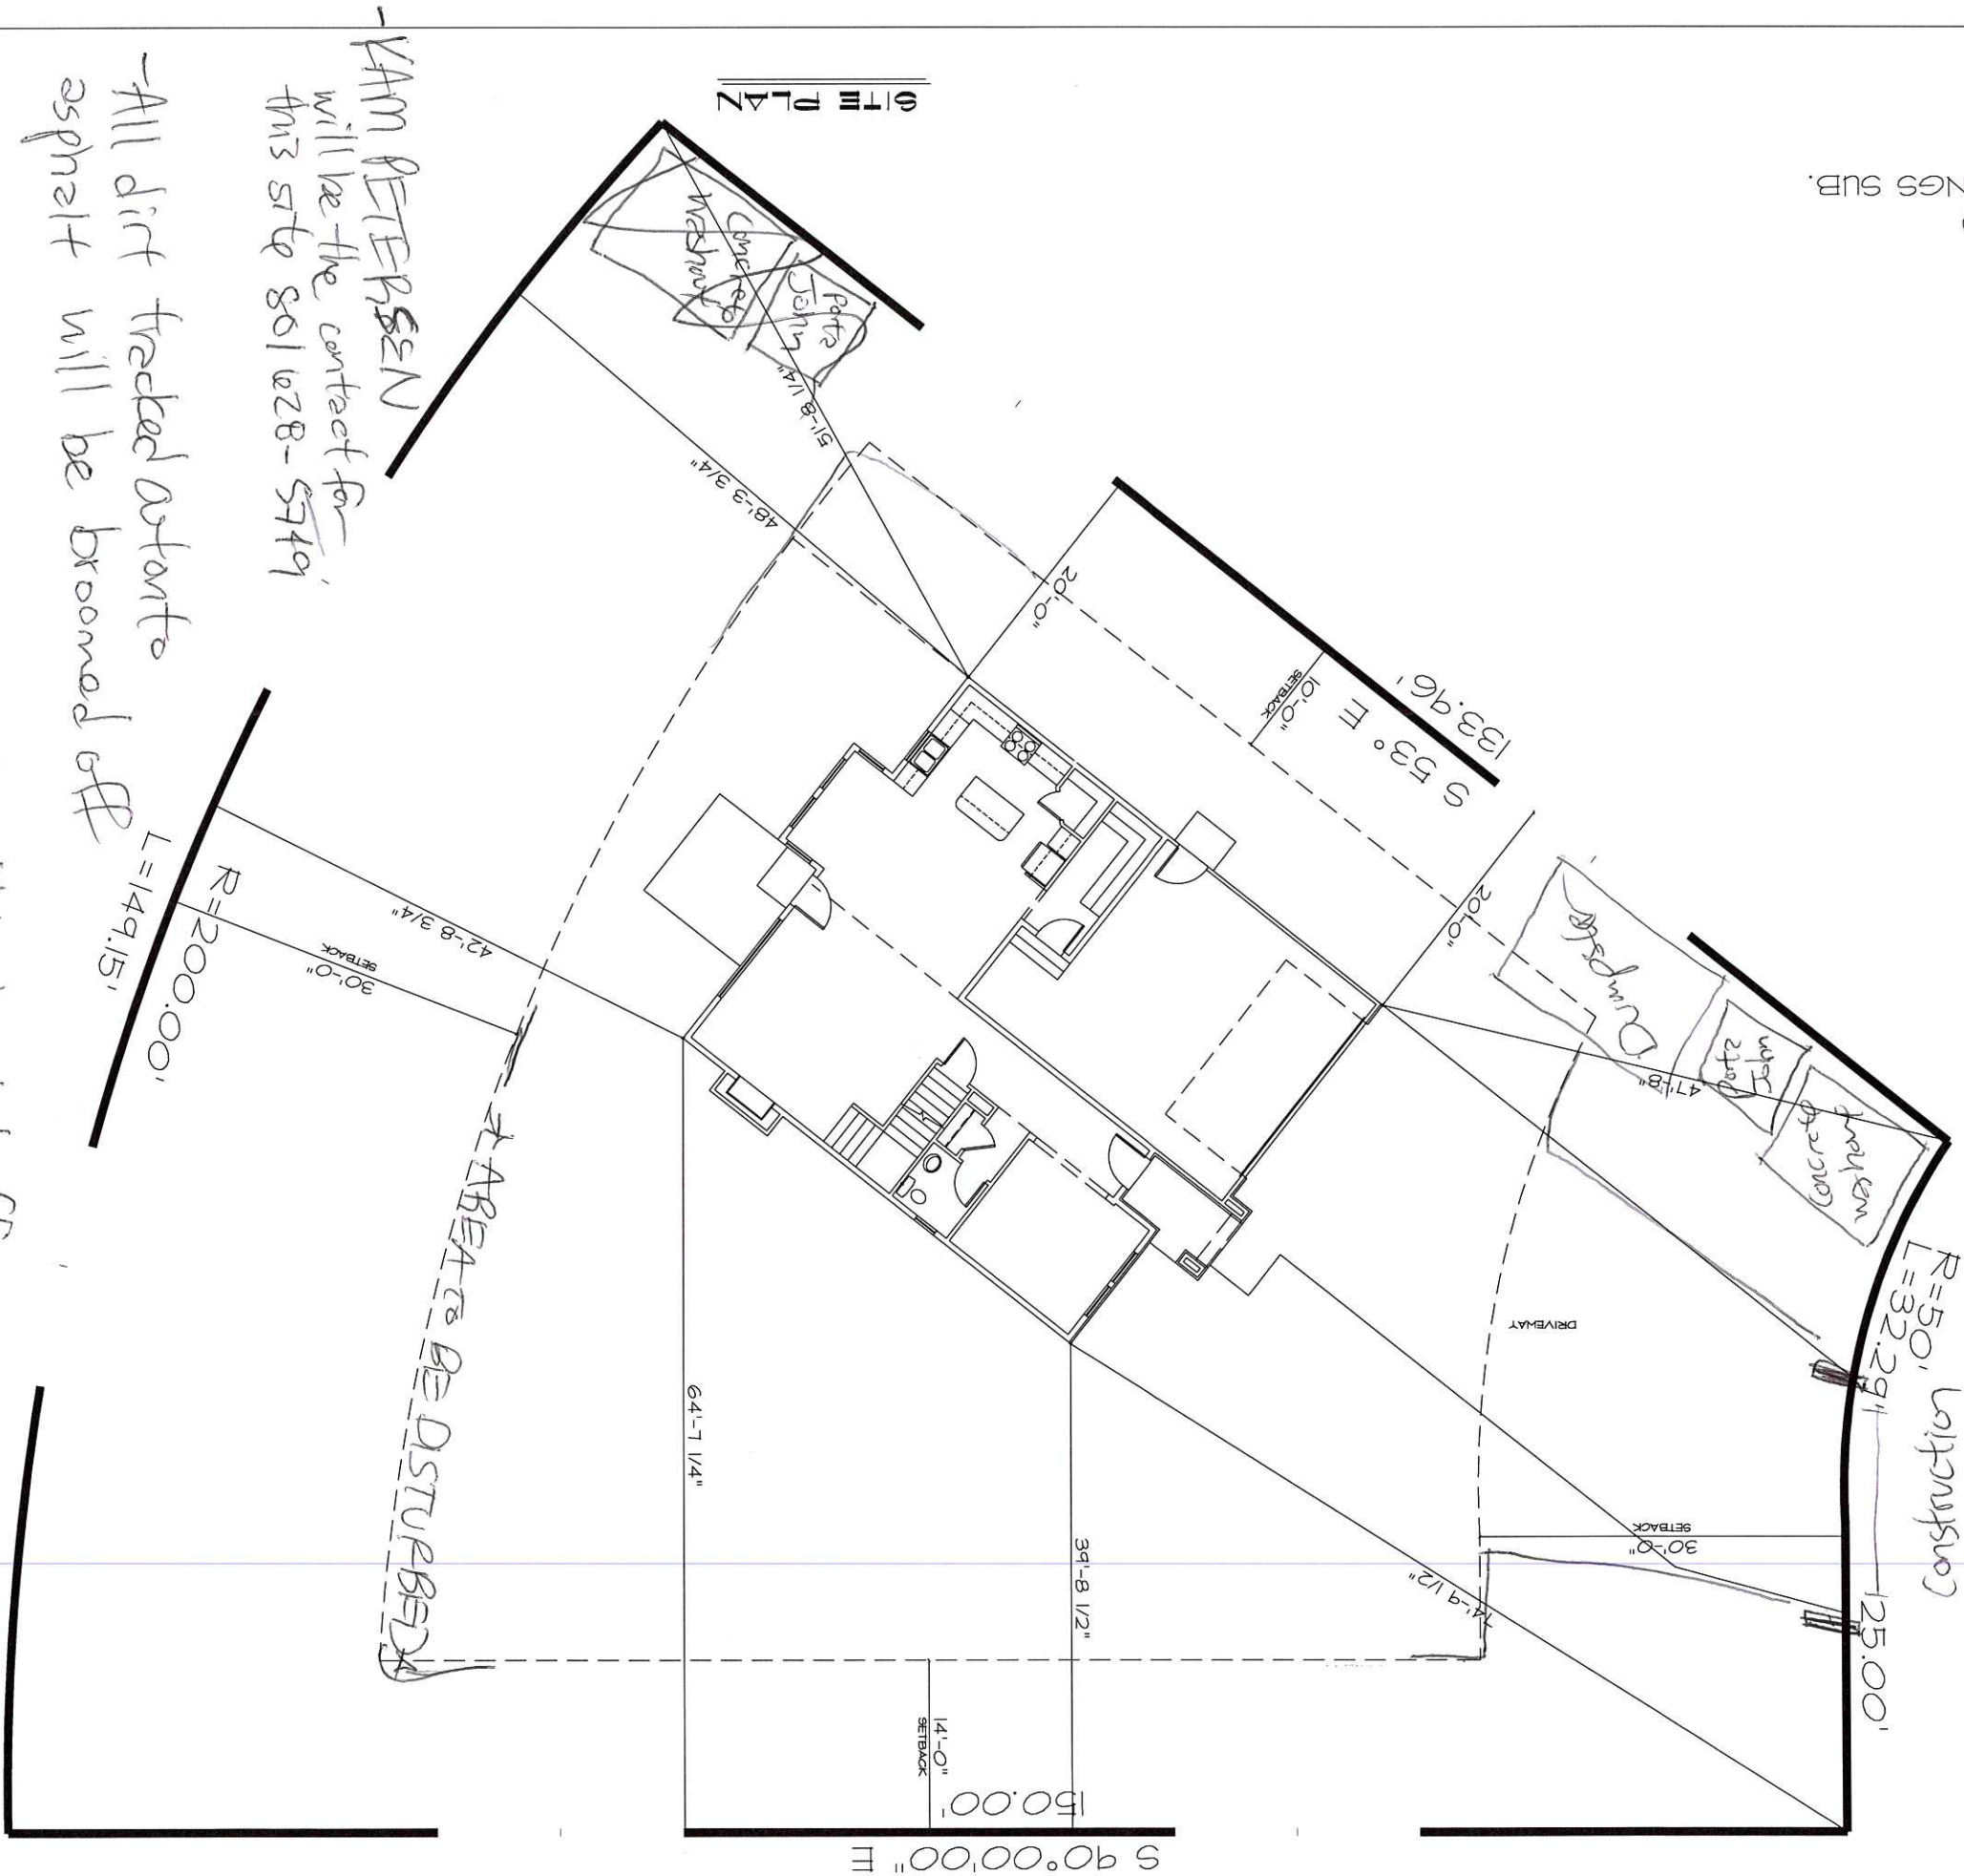 SITE PLAN
NGS SUB.
-KAM PETERSEN
will be the contact for
this site 801 628-5749
-All dirt tracked out onto
asphalt will be broomed off
Concrete
Washout
Porta
John
51'-8 1/4"
48'-3 3/4"
20'-0"
10'-0"
SETBACK
S 53° E
133.96'
20'-0"
Dumpster
Porta
John
47'-8"
Concrete
washout
R=50'
L=32.29'
Construction
DRIVEWAY
30'-0"
SETBACK
25.00'
74'-9 1/2"
42'-8 3/4"
30'-0"
SETBACK
R=200.00'
L=149.15'
AREA to BE DISTURBED
64'-7 1/4"
39'-8 1/2"
14'-0"
SETBACK
150.00'
S 90°00'00" E